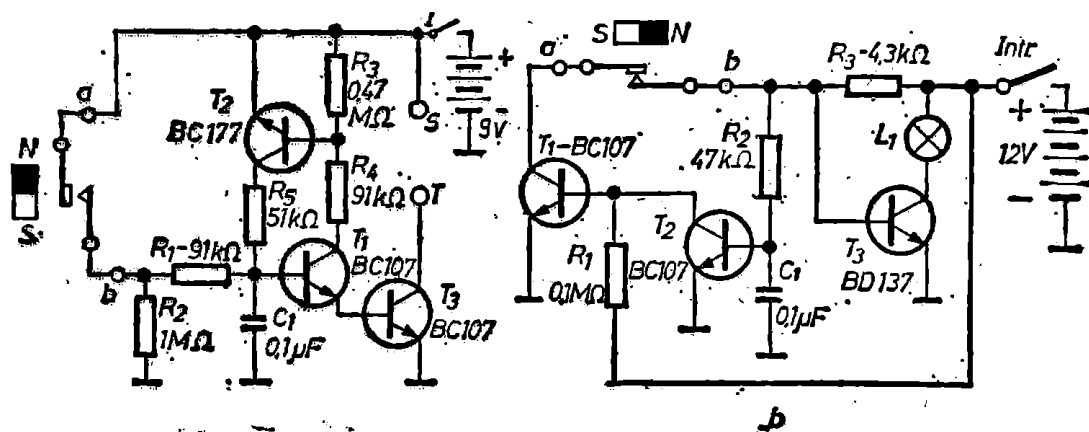 a
N
S
b
T2
BC177
R3
0,47
MΩ
R4
91kΩ
R5
51kΩ
R1-91kΩ
R2
1MΩ
C1
0,1µF
T1
BC107
T3
BC107
S
T
I
+
-
9V
S N
a
b
T1-BC107
R1
0,1MΩ
T2
BC107
R2
47kΩ
C1
0,1µF
R3-4,3kΩ
L1
T3
BD137
Intr.
+
12V
-
b